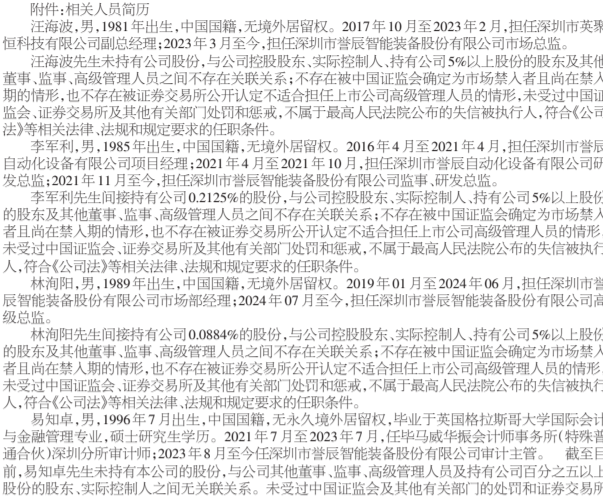 附件:相关人员简历
汪海波,男,1981年出生,中国国籍,无境外居留权。2017年10月至2023年2月,担任深圳市英聚
恒科技有限公司副总经理;2023年3月至今,担任深圳市誉辰智能装备股份有限公司市场总监。
汪海波先生未持有公司股份,与公司控股股东、实际控制人、持有公司5%以上股份的股东及其他
董事、监事、高级管理人员之间不存在关联关系;不存在被中国证监会确定为市场禁入者且尚在禁入
期的情形,也不存在被证券交易所公开认定不适合担任上市公司高级管理人员的情形,未受过中国证
监会、证券交易所及其他有关部门处罚和惩戒,不属于最高人民法院公布的失信被执行人,符合《公司
法》等相关法律、法规和规定要求的任职条件。
李军利,男,1985年出生,中国国籍,无境外居留权。2016年4月至2021年4月,担任深圳市誉辰
自动化设备有限公司项目经理;2021年4月至2021年10月,担任深圳市誉辰自动化设备有限公司研
发总监;2021年11月至今,担任深圳市誉辰智能装备股份有限公司监事、研发总监。
李军利先生间接持有公司0.2125%的股份,与公司控股股东、实际控制人、持有公司5%以上股份
的股东及其他董事、监事、高级管理人员之间不存在关联关系;不存在被中国证监会确定为市场禁入
者且尚在禁入期的情形,也不存在被证券交易所公开认定不适合担任上市公司高级管理人员的情形,
未受过中国证监会、证券交易所及其他有关部门处罚和惩戒,不属于最高人民法院公布的失信被执行
人,符合《公司法》等相关法律、法规和规定要求的任职条件。
林洵阳,男,1989年出生,中国国籍,无境外居留权。2019年01月至2024年06月,担任深圳市誉
辰智能装备股份有限公司市场部经理;2024年07月至今,担任深圳市誉辰智能装备股份有限公司高
级总监。
林洵阳先生间接持有公司0.0884%的股份,与公司控股股东、实际控制人、持有公司5%以上股份
的股东及其他董事、监事、高级管理人员之间不存在关联关系;不存在被中国证监会确定为市场禁入
者且尚在禁入期的情形,也不存在被证券交易所公开认定不适合担任上市公司高级管理人员的情形,
未受过中国证监会、证券交易所及其他有关部门处罚和惩戒,不属于最高人民法院公布的失信被执行
人,符合《公司法》等相关法律、法规和规定要求的任职条件。
易知卓,男,1996年7月出生,中国国籍,无永久境外居留权,毕业于英国格拉斯哥大学国际会计
与金融管理专业,硕士研究生学历。2021年7月至2023年7月,任毕马威华振会计师事务所(特殊普
通合伙)深圳分所审计师;2023年8月至今任深圳市誉辰智能装备股份有限公司审计主管。 截至目
前,易知卓先生未持有本公司的股份,与公司其他董事、监事、高级管理人员及持有公司百分之五以上
股份的股东、实际控制人之间无关联关系。未受过中国证监会及其他有关部门的处罚和证券交易所